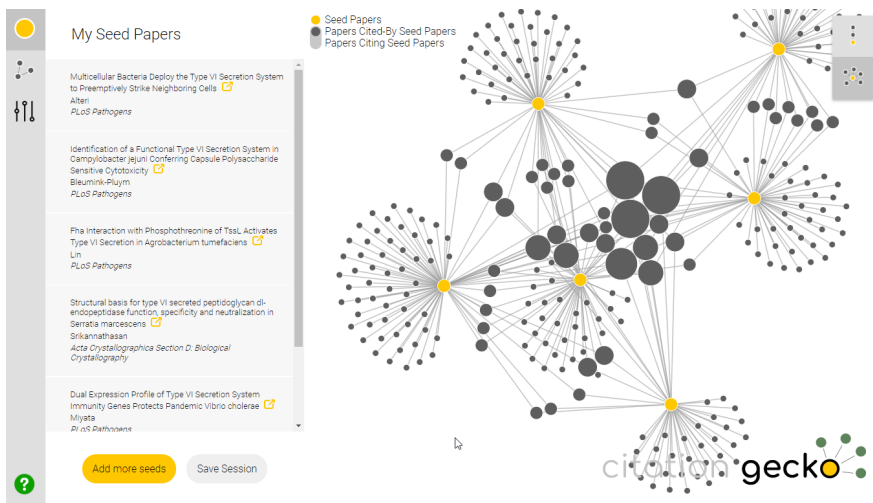 My Seed Papers
Multicellular Bacteria Deploy the Type VI Secretion System
to Preemptively Strike Neighboring Cells
Alteri
PLoS Pathogens
Identification of a Functional Type VI Secretion System in
Campylobacter jejuni Conferring Capsule Polysaccharide
Sensitive Cytotoxicity
Bleumink-Pluym
PLoS Pathogens
Fha Interaction with Phosphothreonine of TssL Activates
Type VI Secretion in Agrobacterium tumefaciens
Lin
PLoS Pathogens
Structural basis for type VI secreted peptidoglycan dl-
endopeptidase function, specificity and neutralization in
Serratia marcescens
Srikannathasan
Acta Crystallographica Section D: Biological
Crystallography
Dual Expression Profile of Type VI Secretion System
Immunity Genes Protects Pandemic Vibrio cholerae
Miyata
PLoS Pathogens
Add more seeds
Save Session
?
Seed Papers
Papers Cited-By Seed Papers
Papers Citing Seed Papers
citation gecko